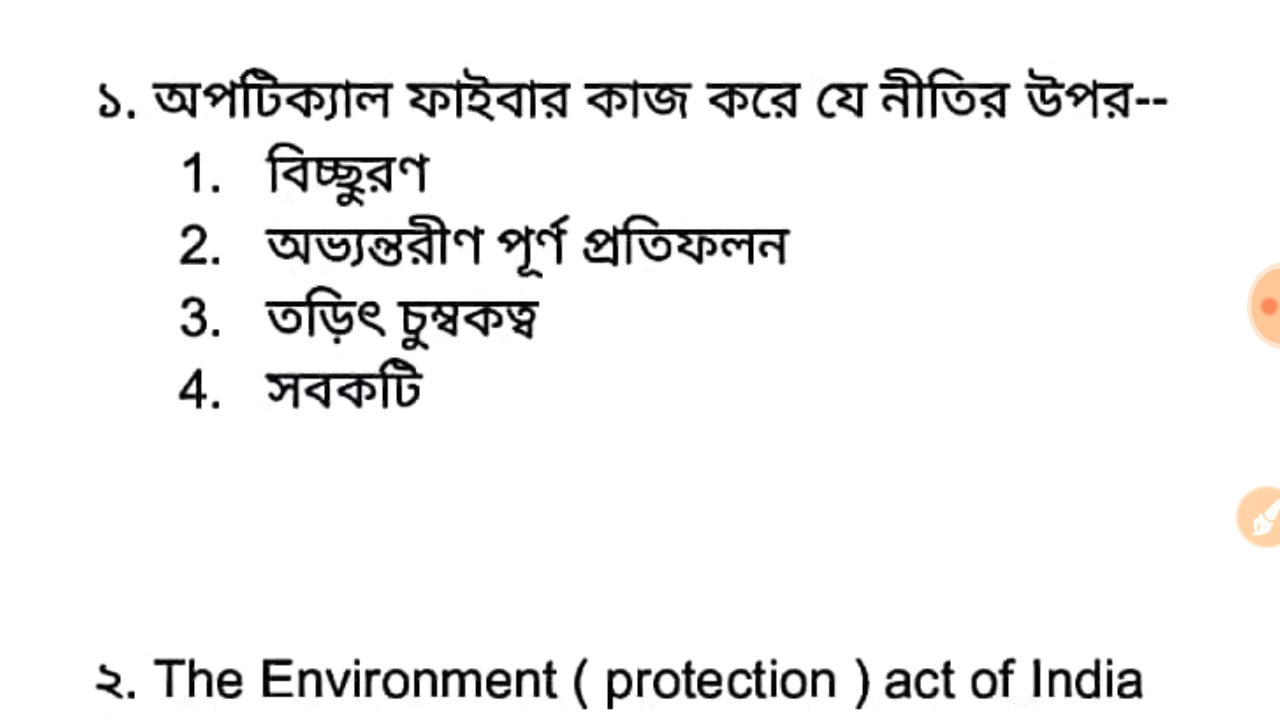 ১. অপটিক্যাল ফাইবার কাজ করে যে নীতির উপর--
1. বিচ্ছুরণ
2. অভ্যন্তরীণ পূর্ণ প্রতিফলন
3. তড়িৎ চুম্বকত্ব
4. সবকটি
২. The Environment ( protection ) act of India